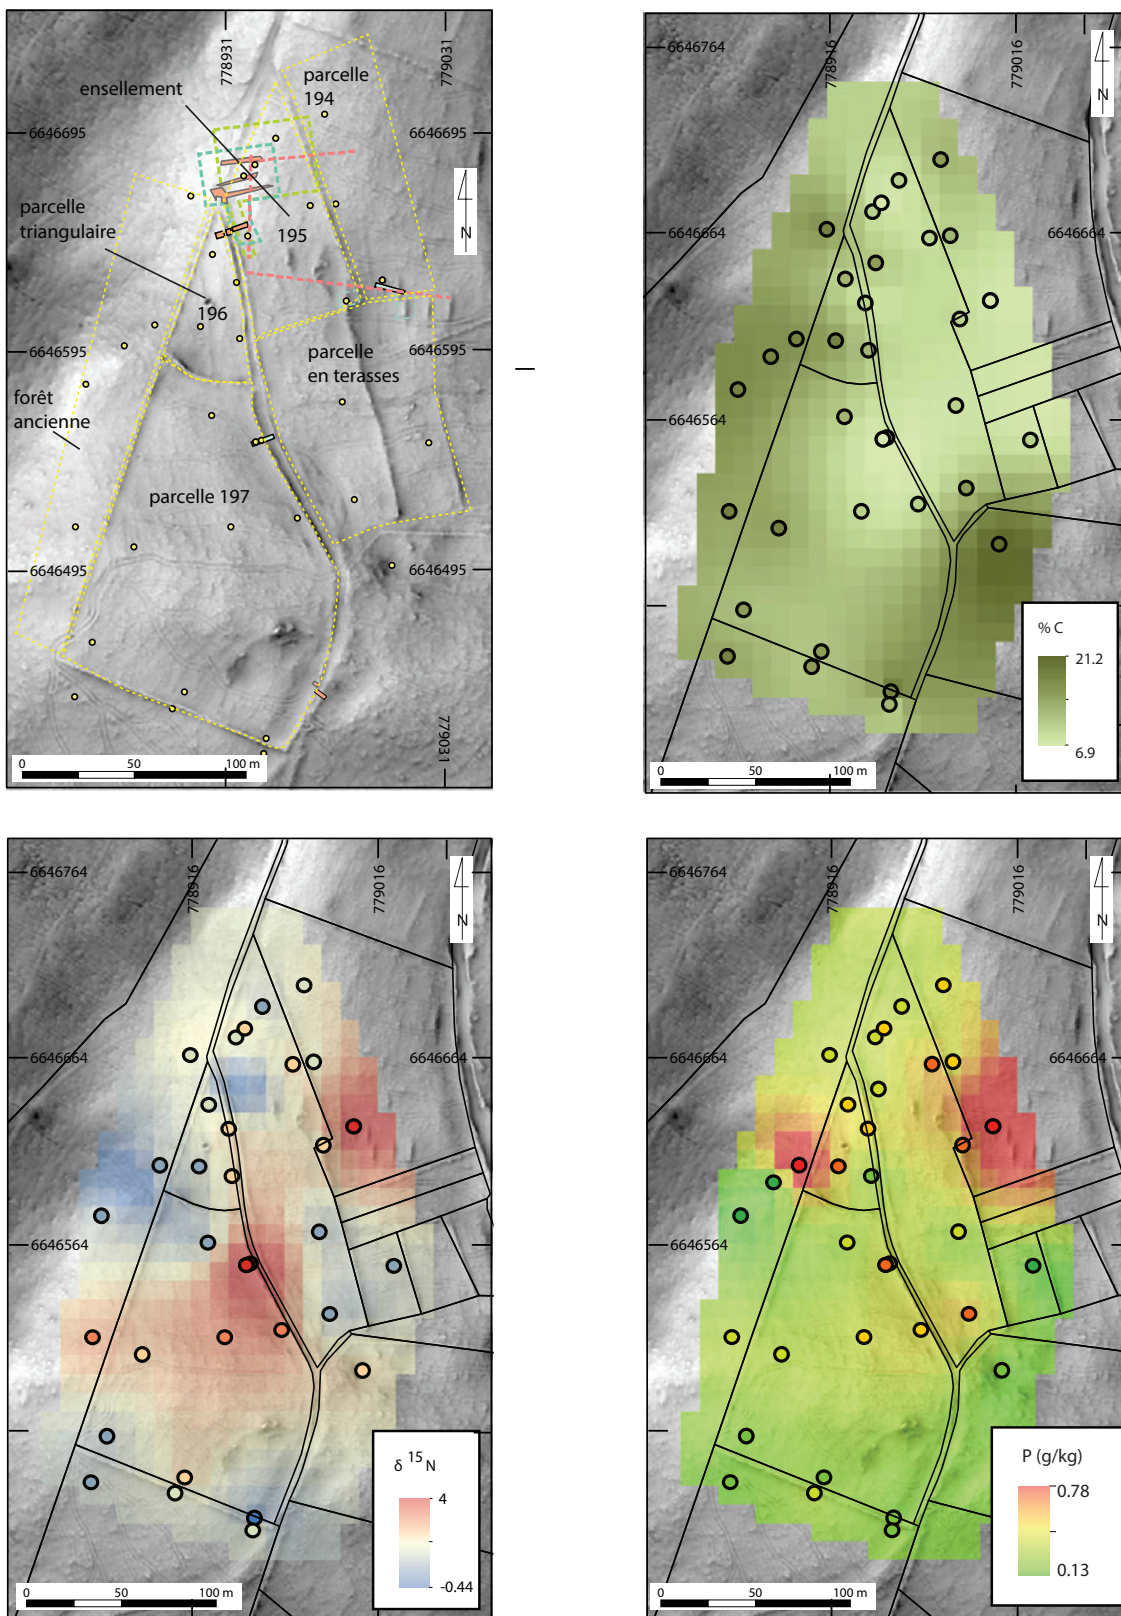 778931
779031
parcelle
194
ensellement
6646695
6646695
N
parcelle
triangulaire
195
196
6646595
6646595
parcelle
en terasses
forêt
ancienne
parcelle 197
6646495
6646495
779031
0 50 100 m
6646764
778916
779016
N
6646664
6646664
6646564
% C
21.2
6.9
0 50 100 m
6646764
778916
779016
N
6646664
6646664
6646564
δ 15 N
4
-0.44
0 50 100 m
6646764
778916
779016
N
6646664
6646664
6646564
P (g/kg)
0.78
0.13
0 50 100 m